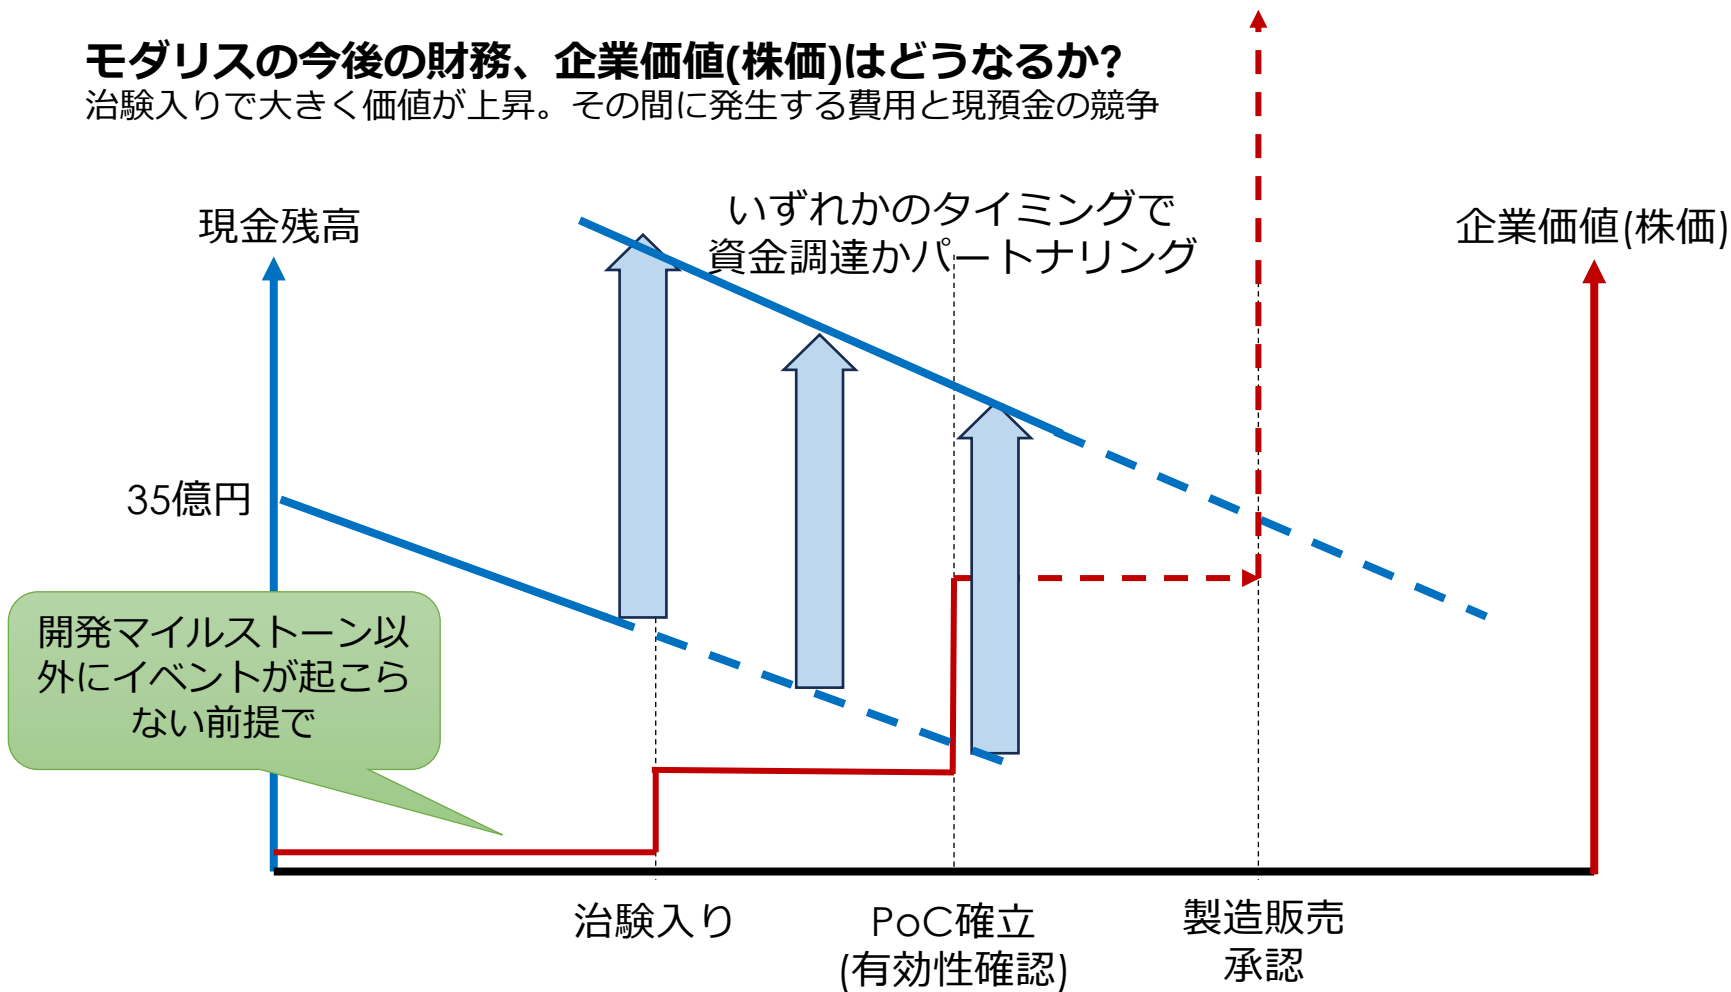 モダリスの今後の財務、企業価値(株価)はどうなるか?
治験入りで大きく価値が上昇。その間に発生する費用と現預金の競争
現金残高
いずれかのタイミングで
資金調達かパートナリング
企業価値(株価)
35億円
開発マイルストーン以
外にイベントが起こら
ない前提で
治験入り
PoC確立
(有効性確認)
製造販売
承認